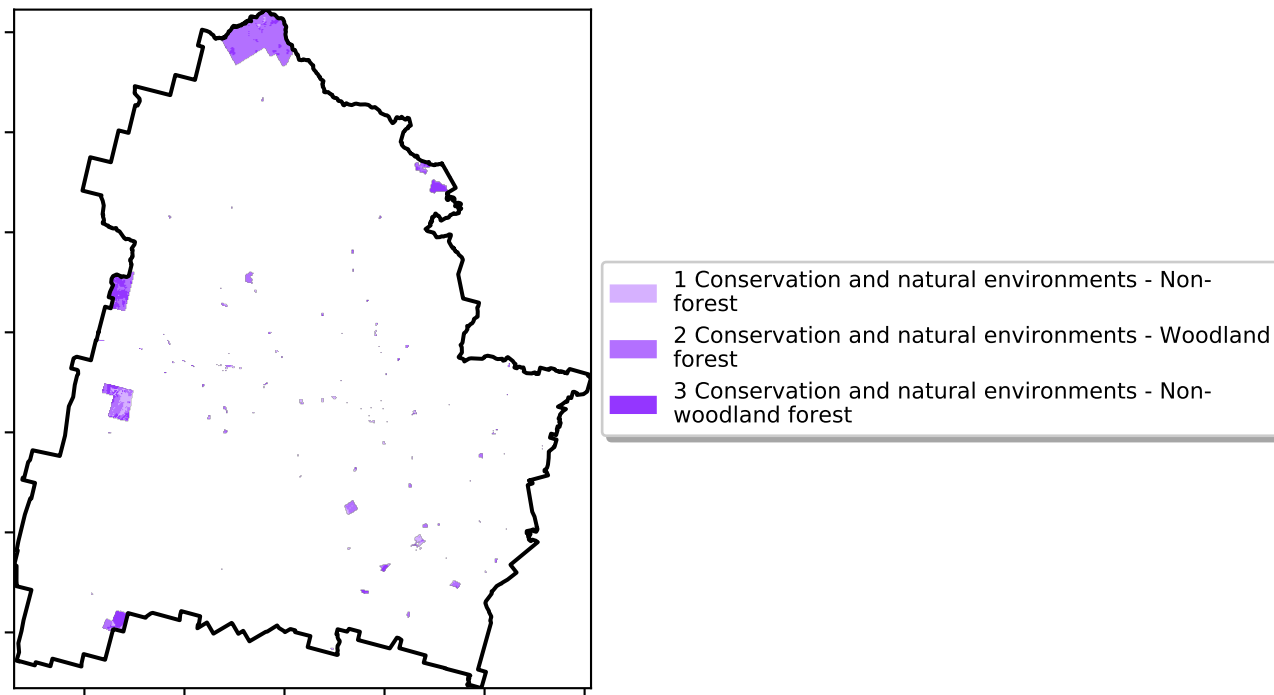 1 Conservation and natural environments - Non-
forest
2 Conservation and natural environments - Woodland
forest
3 Conservation and natural environments - Non-
woodland forest